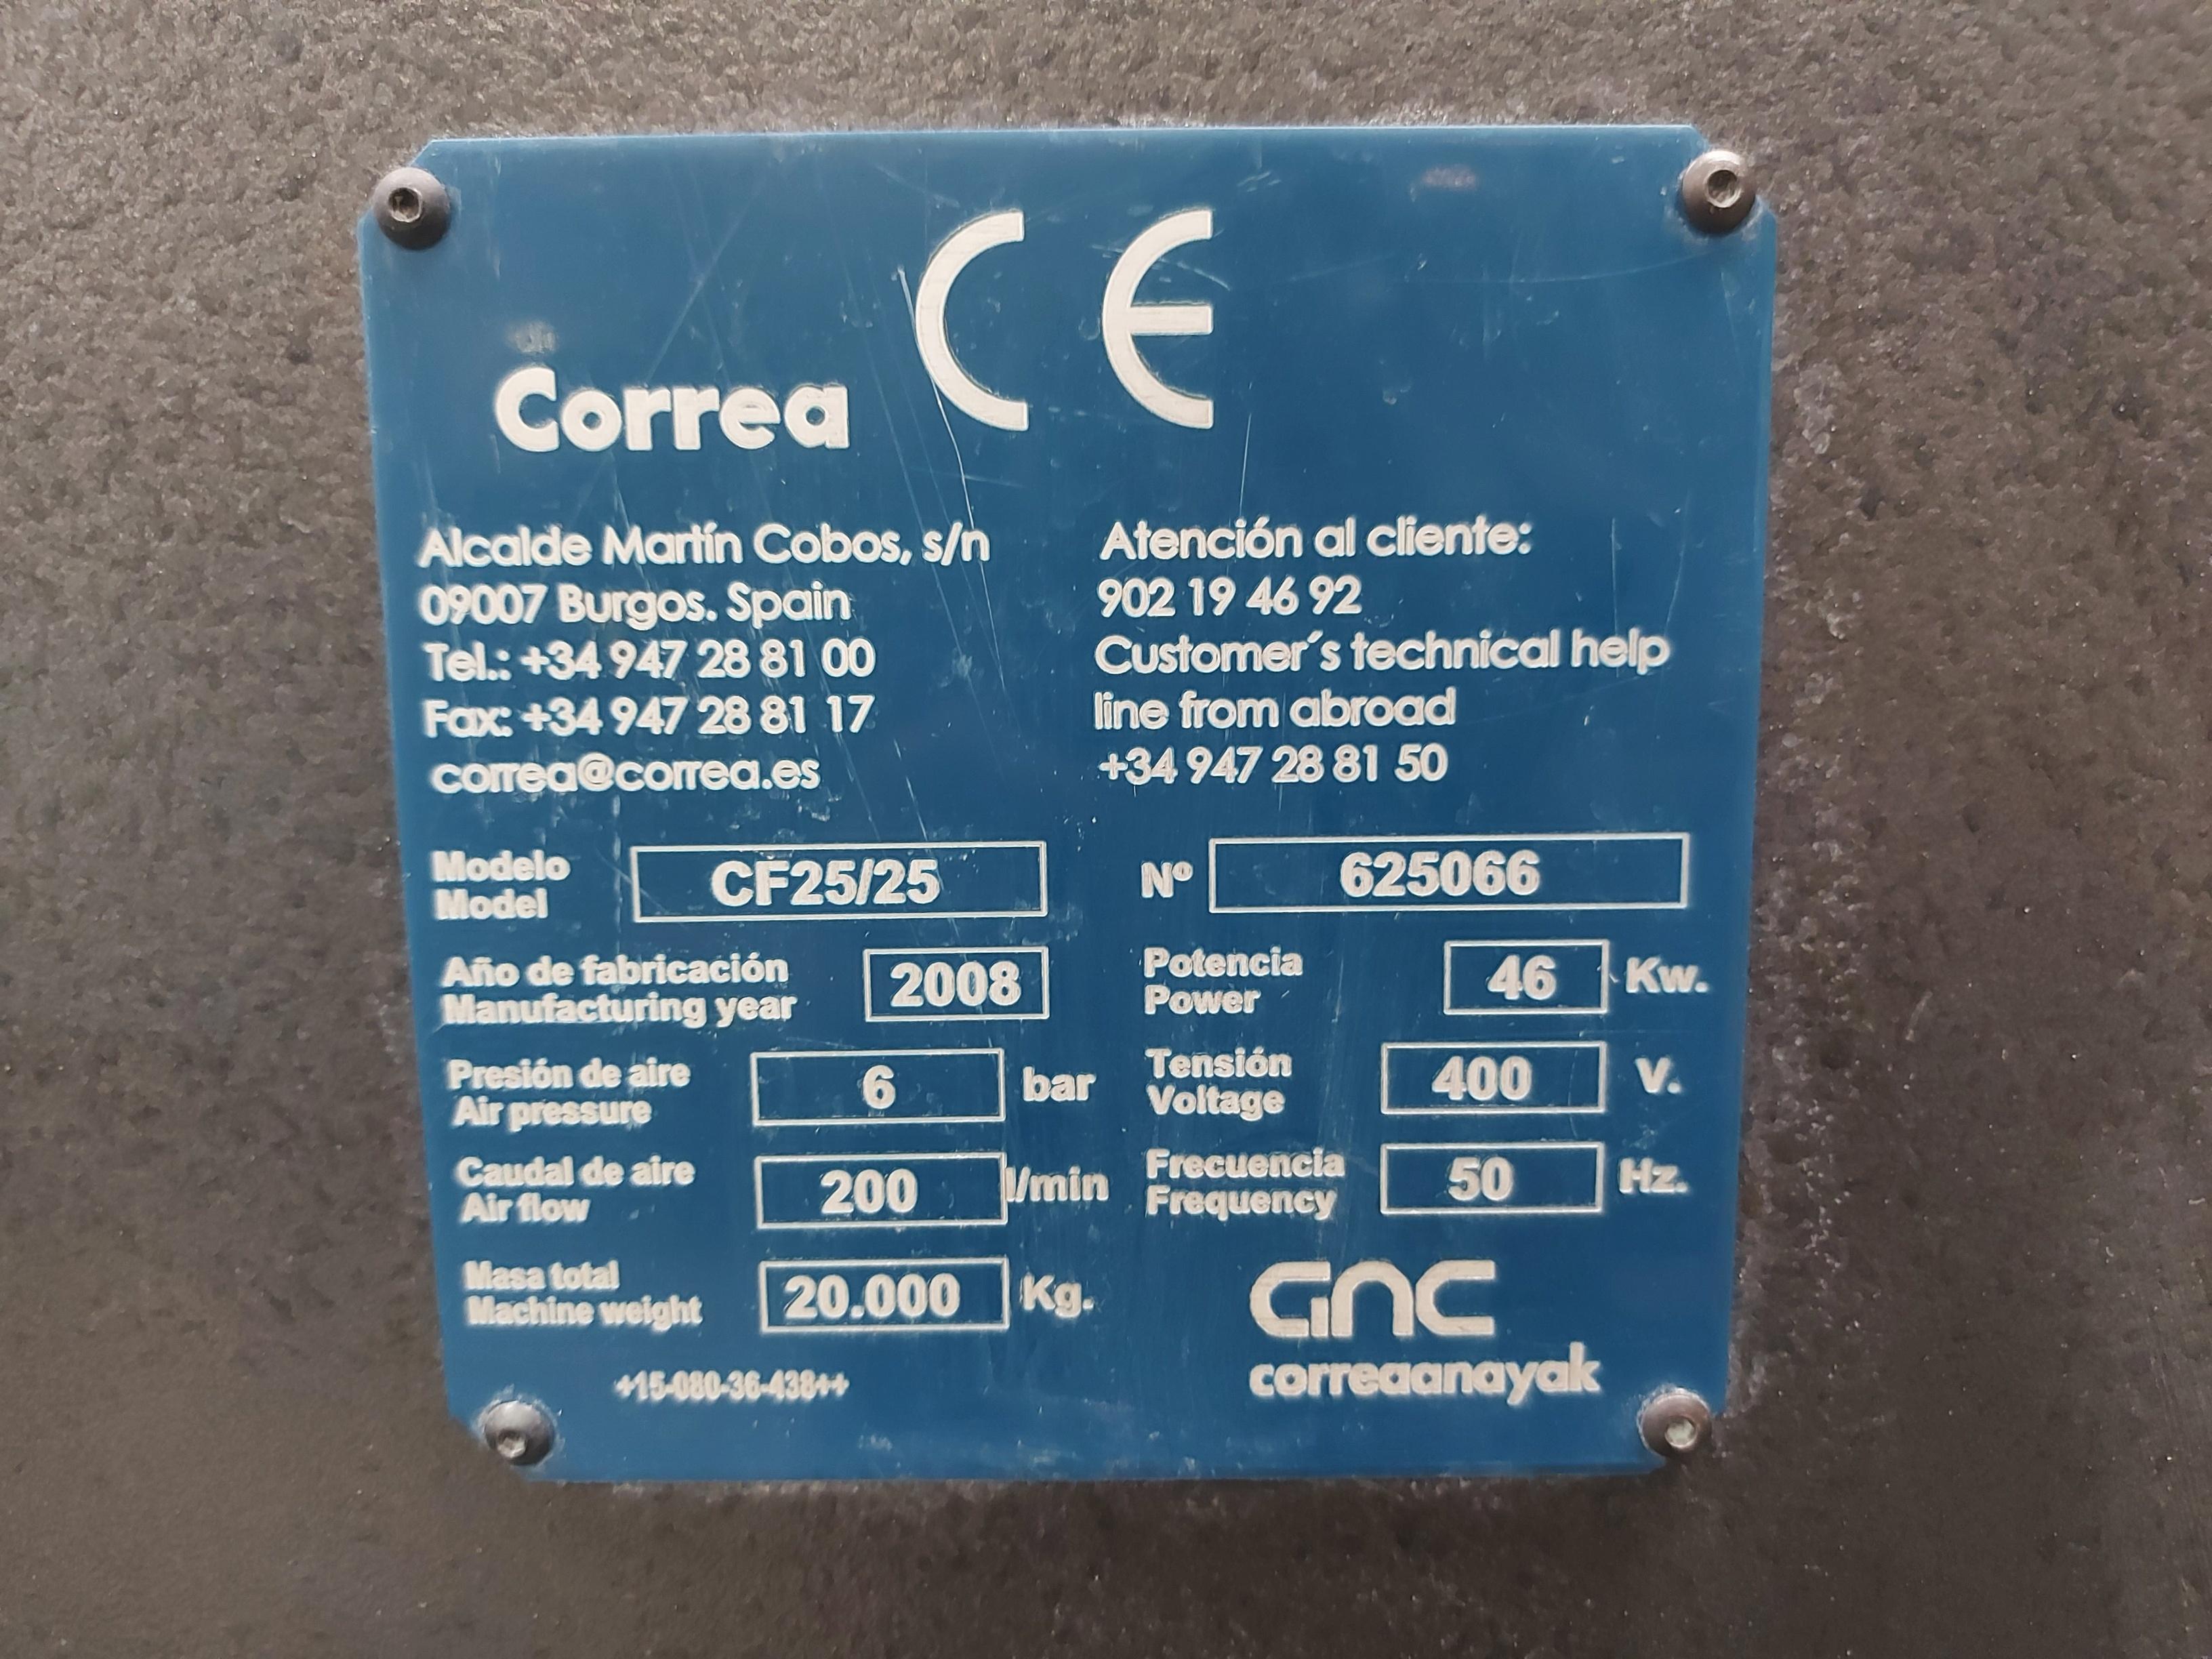 CE
Correa
Alcalde Martín Cobos, s/n
09007 Burgos. Spain
Tel.: +34 947 28 81 00
Fax: +34 947 28 81 17
correa@correa.es
Atención al cliente:
902 19 46 92
Customer´s technical help
line from abroad
+34 947 28 81 50
Modelo
Model
CF25/25
Nº 625066
Año de fabricación
Manufacturing year
2008
Potencia
Power
46 Kw.
Presión de aire
Air pressure
6 bar
Tensión
Voltage
400 V.
Caudal de aire
Air flow
200 l/min
Frecuencia
Frequency
50 Hz.
Masa total
Machine weight
20.000 Kg.
+15-080-36-438++
anc
correaanayak